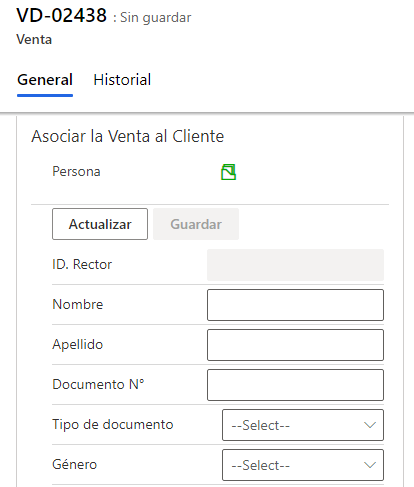 VD-02438 : Sin guardar
Venta
General Historial
Asociar la Venta al Cliente
Persona
Actualizar Guardar
ID. Rector
Nombre
Apellido
Documento N°
Tipo de documento --Select--
Género --Select--